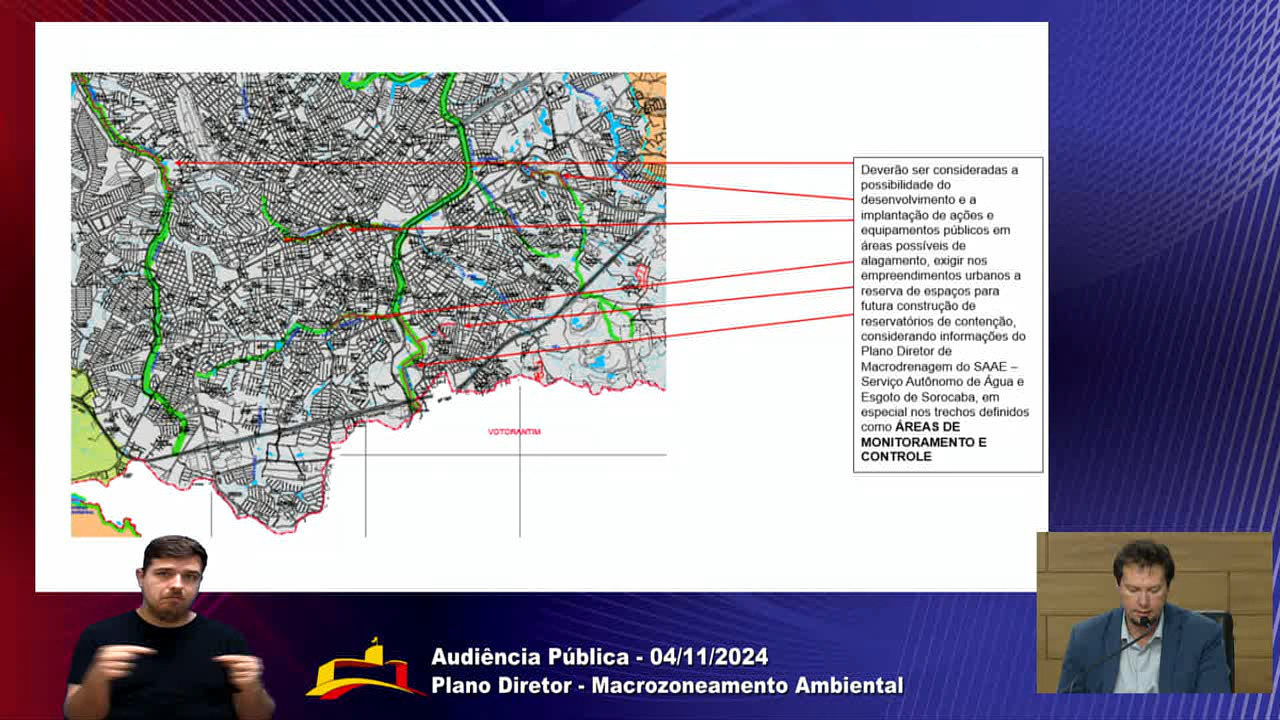 Deverão ser consideradas a
possibilidade do
desenvolvimento e a
implantação de ações e
equipamentos públicos em
áreas possíveis de
alagamento, exigir nos
empreendimentos urbanos a
reserva de espaços para
futura construção de
reservatórios de contenção,
considerando informações do
Plano Diretor de
Macrodrenagem do SAAE –
Serviço Autônomo de Água e
Esgoto de Sorocaba, em
especial nos trechos definidos
como ÁREAS DE
MONITORAMENTO E
CONTROLE
VOTORANTIM
Audiência Pública - 04/11/2024
Plano Diretor - Macrozoneamento Ambiental